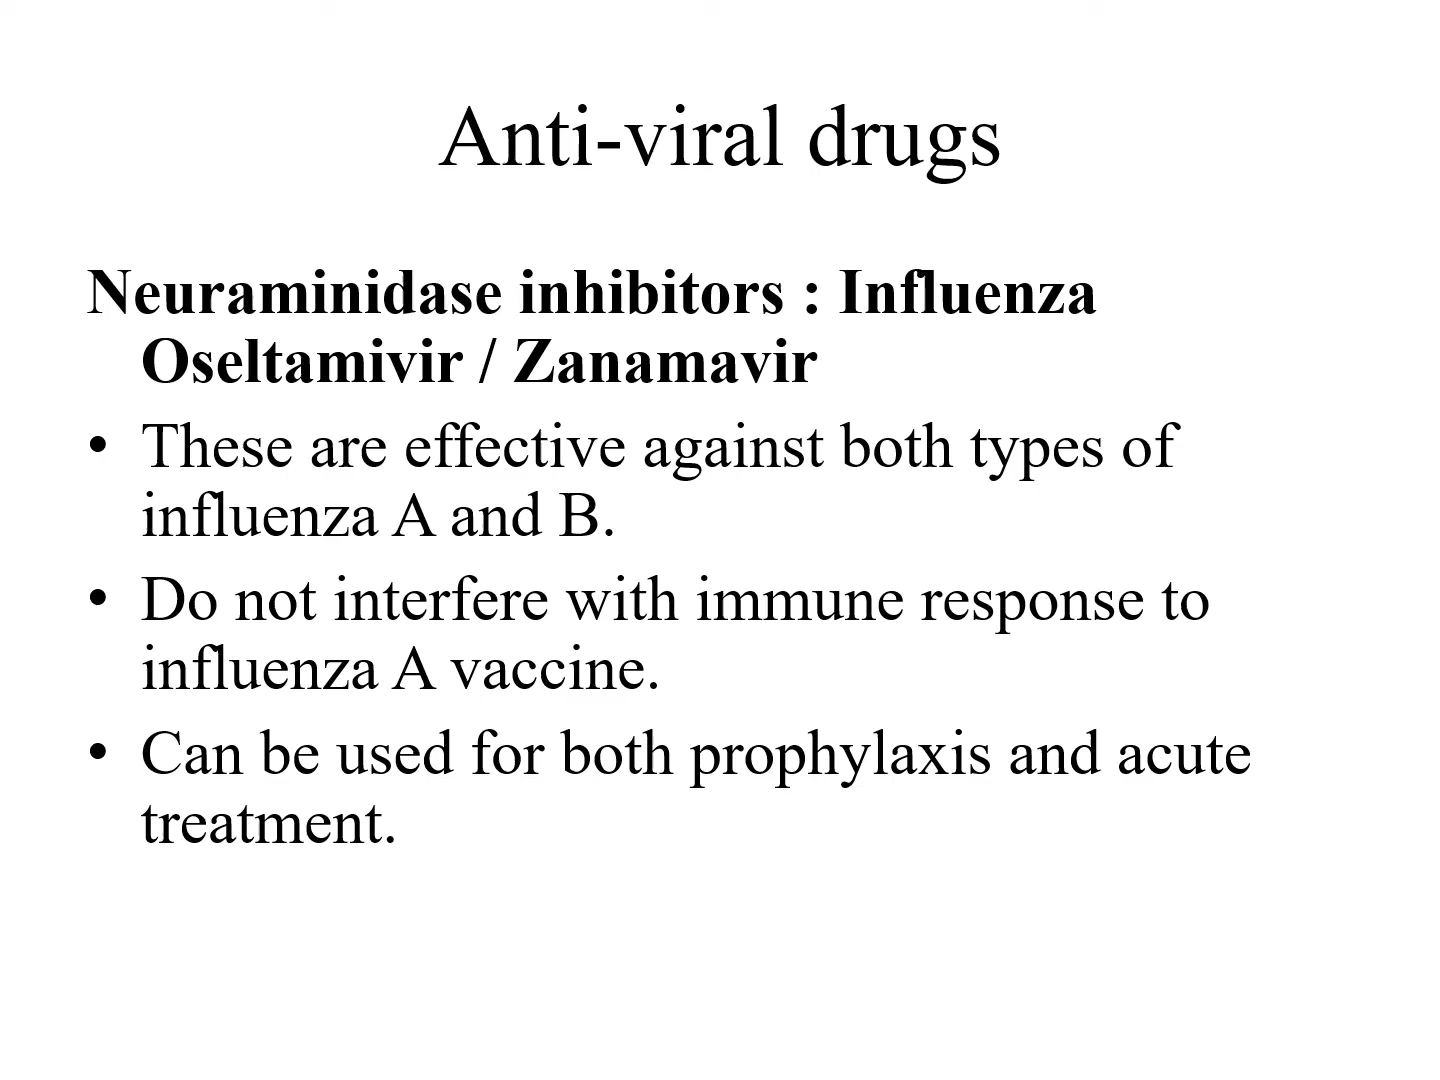 Anti-viral drugs
Neuraminidase inhibitors : Influenza
Oseltamivir / Zanamavir
• These are effective against both types of
influenza A and B.
• Do not interfere with immune response to
influenza A vaccine.
• Can be used for both prophylaxis and acute
treatment.